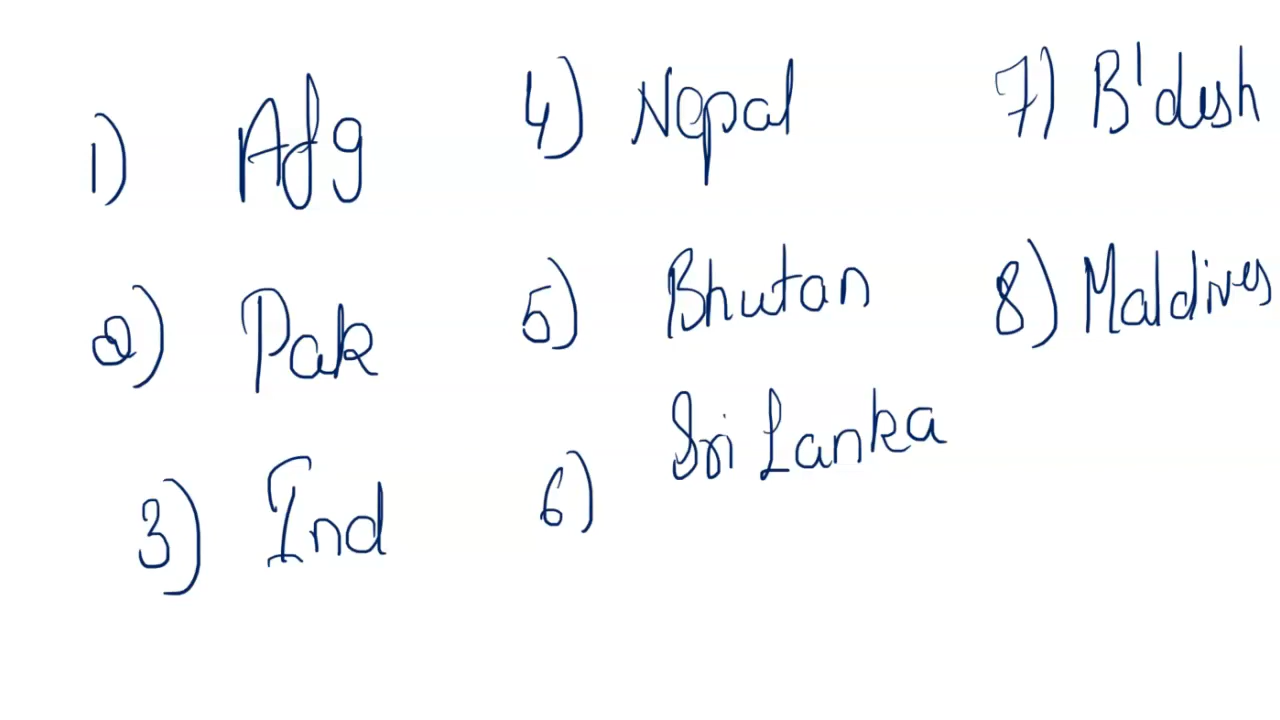 1) Afg
2) Pak
3) Ind
4) Nepal
5) Bhutan
6) Sri Lanka
7) B'desh
8) Maldives